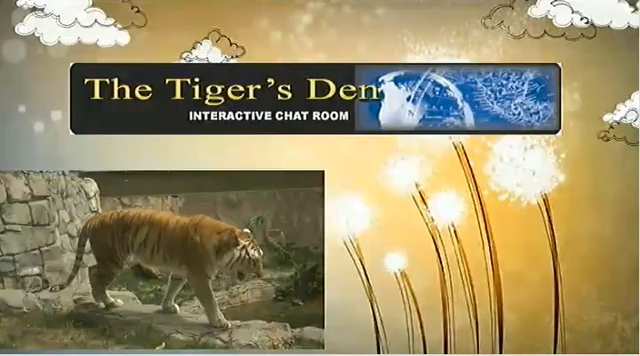 The Tiger's Den
INTERACTIVE CHAT ROOM